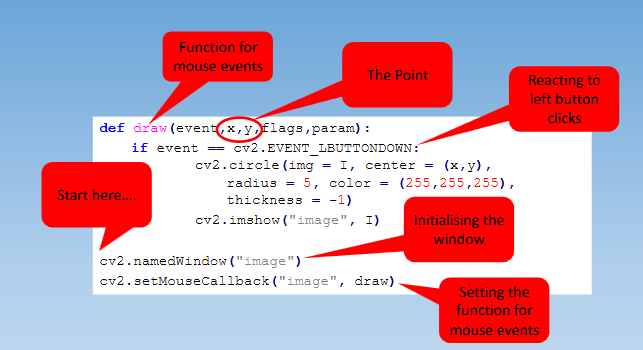 Function for
mouse events
The Point
Reacting to
left button
clicks
def draw(event,x,y,flags,param):
if event == cv2.EVENT_LBUTTONDOWN:
cv2.circle(img = I, center = (x,y),
radius = 5, color = (255,255,255),
thickness = -1)
cv2.imshow("image", I)
Start here....
Initialising the
window
cv2.namedWindow("image")
cv2.setMouseCallback("image", draw)
Setting the
function for
mouse events